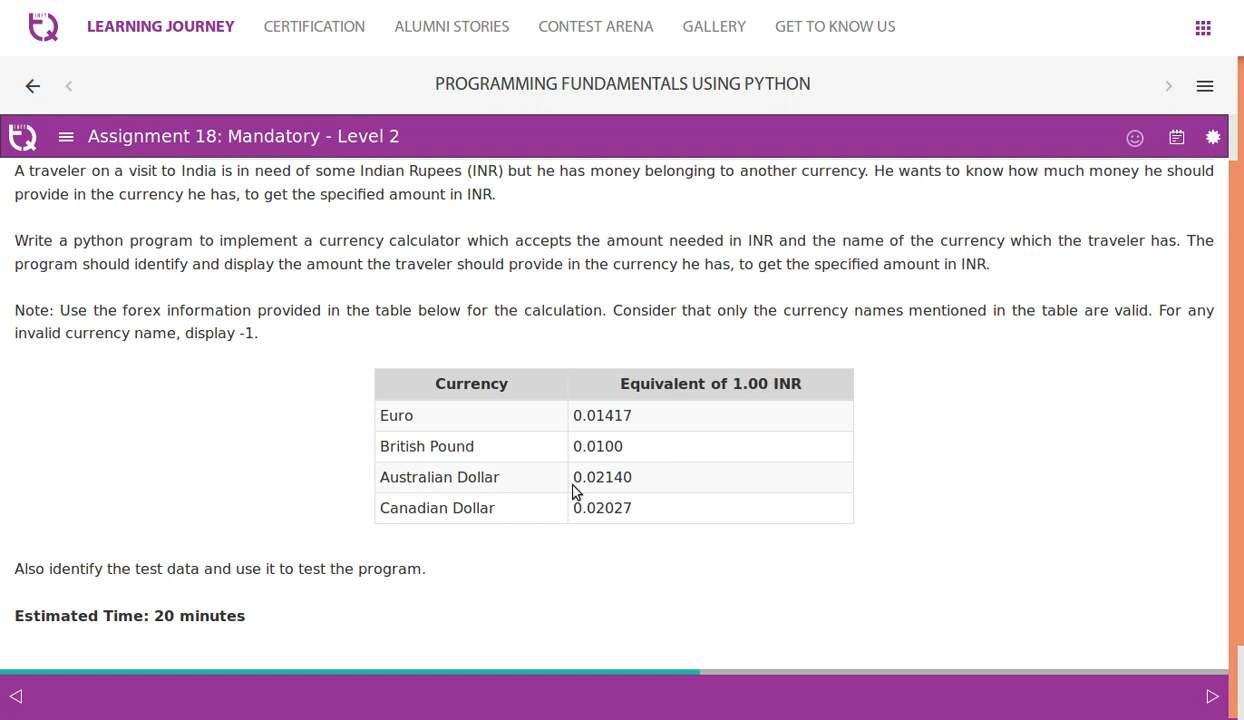 LEARNING JOURNEY CERTIFICATION ALUMNI STORIES CONTEST ARENA GALLERY GET TO KNOW US
PROGRAMMING FUNDAMENTALS USING PYTHON
Assignment 18: Mandatory - Level 2
A traveler on a visit to India is in need of some Indian Rupees (INR) but he has money belonging to another currency. He wants to know how much money he should
provide in the currency he has, to get the specified amount in INR.
Write a python program to implement a currency calculator which accepts the amount needed in INR and the name of the currency which the traveler has. The
program should identify and display the amount the traveler should provide in the currency he has, to get the specified amount in INR.
Note: Use the forex information provided in the table below for the calculation. Consider that only the currency names mentioned in the table are valid. For any
invalid currency name, display -1.
Currency Equivalent of 1.00 INR
Euro 0.01417
British Pound 0.0100
Australian Dollar 0.02140
Canadian Dollar 0.02027
Also identify the test data and use it to test the program.
Estimated Time: 20 minutes